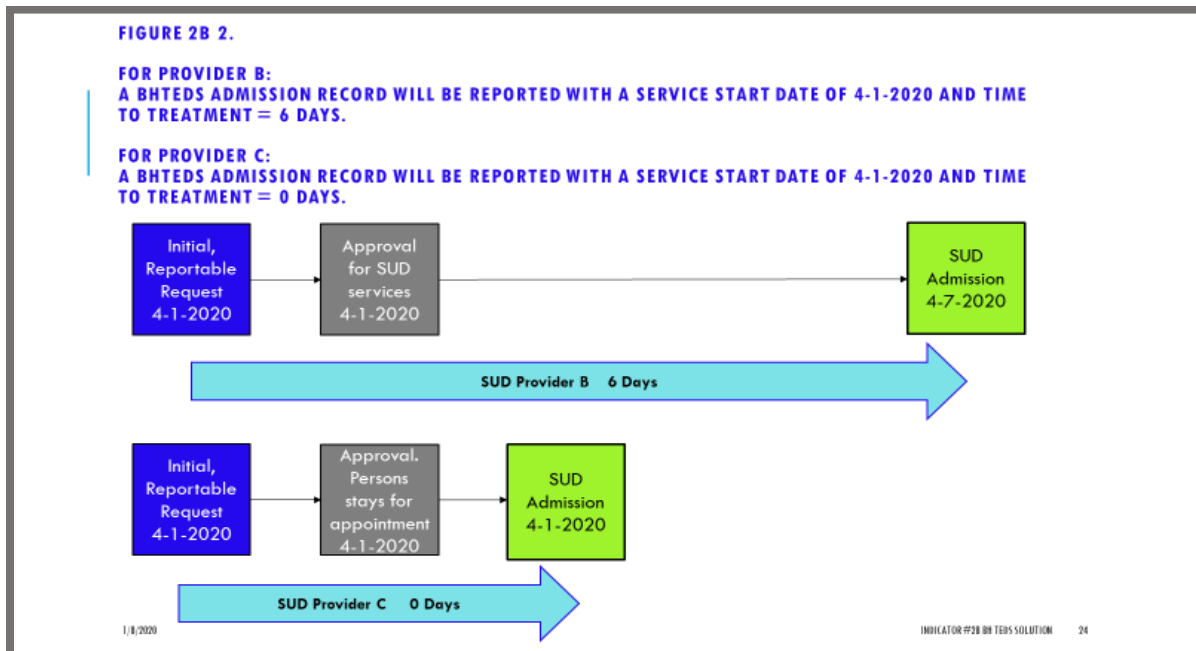 FIGURE 2B 2.
FOR PROVIDER B:
A BHTEDS ADMISSION RECORD WILL BE REPORTED WITH A SERVICE START DATE OF 4-1-2020 AND TIME
TO TREATMENT = 6 DAYS.
FOR PROVIDER C:
A BHTEDS ADMISSION RECORD WILL BE REPORTED WITH A SERVICE START DATE OF 4-1-2020 AND TIME
TO TREATMENT = 0 DAYS.
Initial,
Reportable
Request
4-1-2020
Approval
for SUD
services
4-1-2020
SUD
Admission
4-7-2020
SUD Provider B 6 Days
Initial,
Reportable
Request
4-1-2020
Approval.
Persons
stays for
appointment
4-1-2020
SUD
Admission
4-1-2020
SUD Provider C 0 Days
1/8/2020
INDICATOR #2B BH TEDS SOLUTION 24